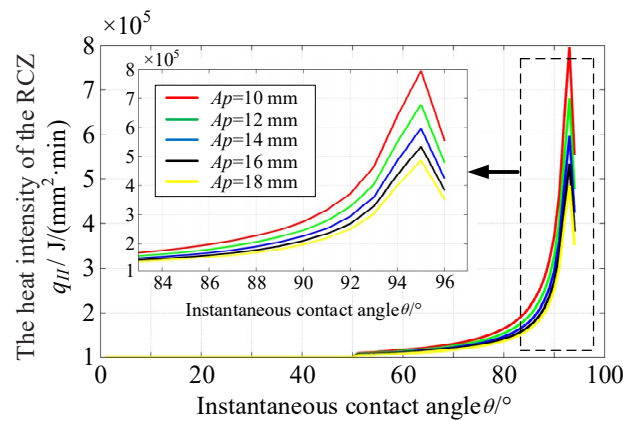 ×10⁵
The heat intensity of the RCZ
q_II / J/(mm²·min)
8
7
6
5
4
3
2
1
0 20 40 60 80 100
Instantaneous contact angle θ/°
×10⁵
8
7
6
5
4
3
2
1
84 86 88 90 92 94 96
Instantaneous contact angle θ/°
Ap=10 mm
Ap=12 mm
Ap=14 mm
Ap=16 mm
Ap=18 mm